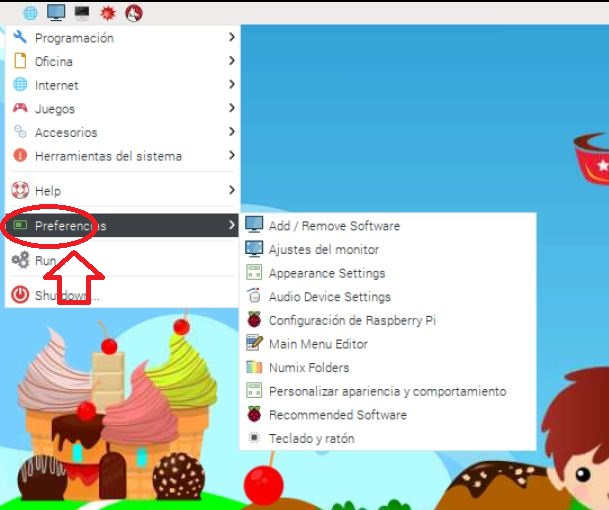 Programación
Oficina
Internet
Juegos
Accesorios
Herramientas del sistema
Help
Preferencias
Run
Shutdown...
Add / Remove Software
Ajustes del monitor
Appearance Settings
Audio Device Settings
Configuración de Raspberry Pi
Main Menu Editor
Numix Folders
Personalizar apariencia y comportamiento
Recommended Software
Teclado y ratón